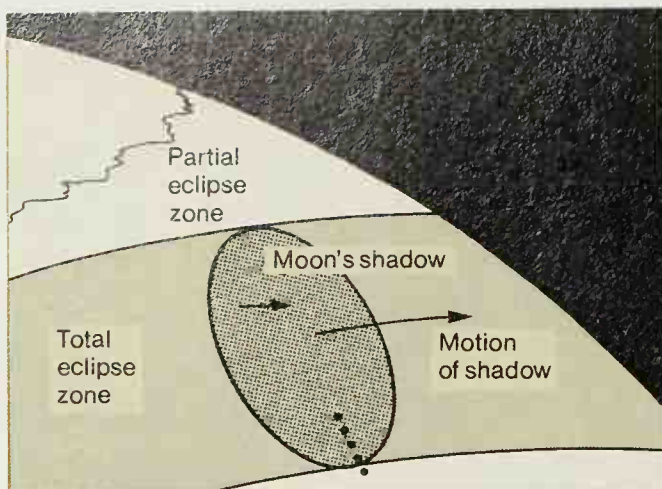 Partial
eclipse
zone
Moon's shadow
Total
eclipse
zone
Motion
of shadow